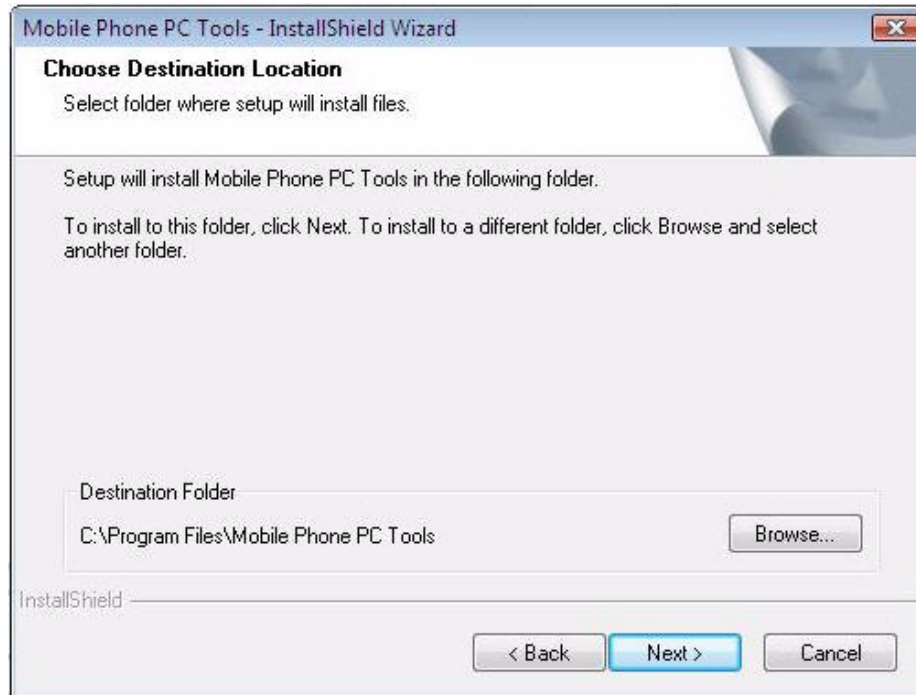 Mobile Phone PC Tools - InstallShield Wizard
Choose Destination Location
Select folder where setup will install files.
Setup will install Mobile Phone PC Tools in the following folder.
To install to this folder, click Next. To install to a different folder, click Browse and select
another folder.
Destination Folder
C:\Program Files\Mobile Phone PC Tools
Browse...
InstallShield
< Back
Next >
Cancel